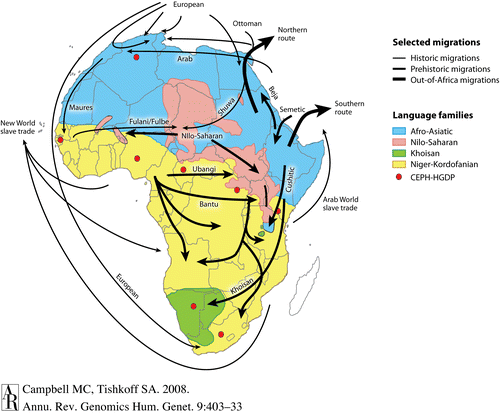 European
Ottoman
Northern
route
Arab
Beja
Maures
Shuwa
Semetic
Southern
route
Fulani/Fulbe
Nilo-Saharan
New World
slave trade
Cushitic
Ubangi
Bantu
Arab World
slave trade
European
Khoisan
Selected migrations
Historic migrations
Prehistoric migrations
Out-of-Africa migrations
Language families
Afro-Asiatic
Nilo-Saharan
Khoisan
Niger-Kordofanian
CEPH-HGDP
AR
Campbell MC, Tishkoff SA. 2008.
Annu. Rev. Genomics Hum. Genet. 9:403–33